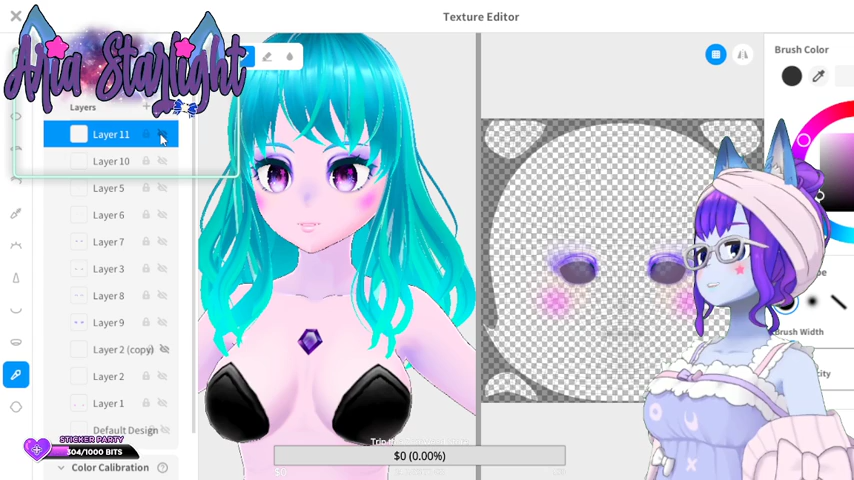 Texture Editor
Aria Starlight
Brush Color
Layers
Layer 11
Layer 10
Layer 5
Layer 6
Layer 7
Layer 3
Layer 8
Layer 9
Layer 2 (copy)
Layer 2
Layer 1
Default Design
Brush Width
STICKER PARTY
304/1000 BITS
$0 (0.00%)
Color Calibration